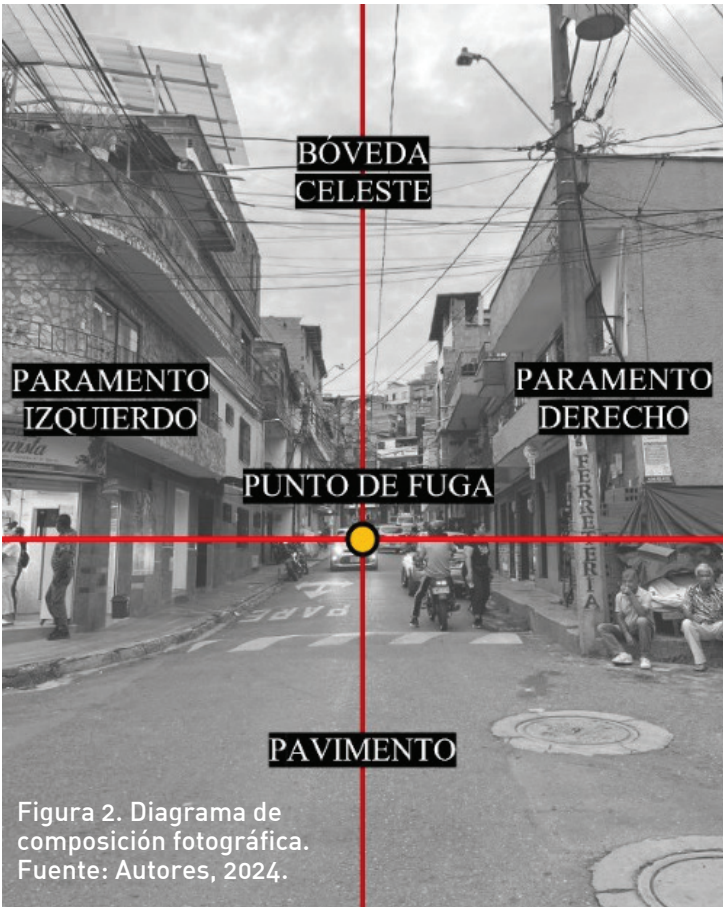 BÓVEDA
CELESTE
PARAMENTO
IZQUIERDO
PARAMENTO
DERECHO
PUNTO DE FUGA
FERRETERIA
PARE
PAVIMENTO
Figura 2. Diagrama de
composición fotográfica.
Fuente: Autores, 2024.